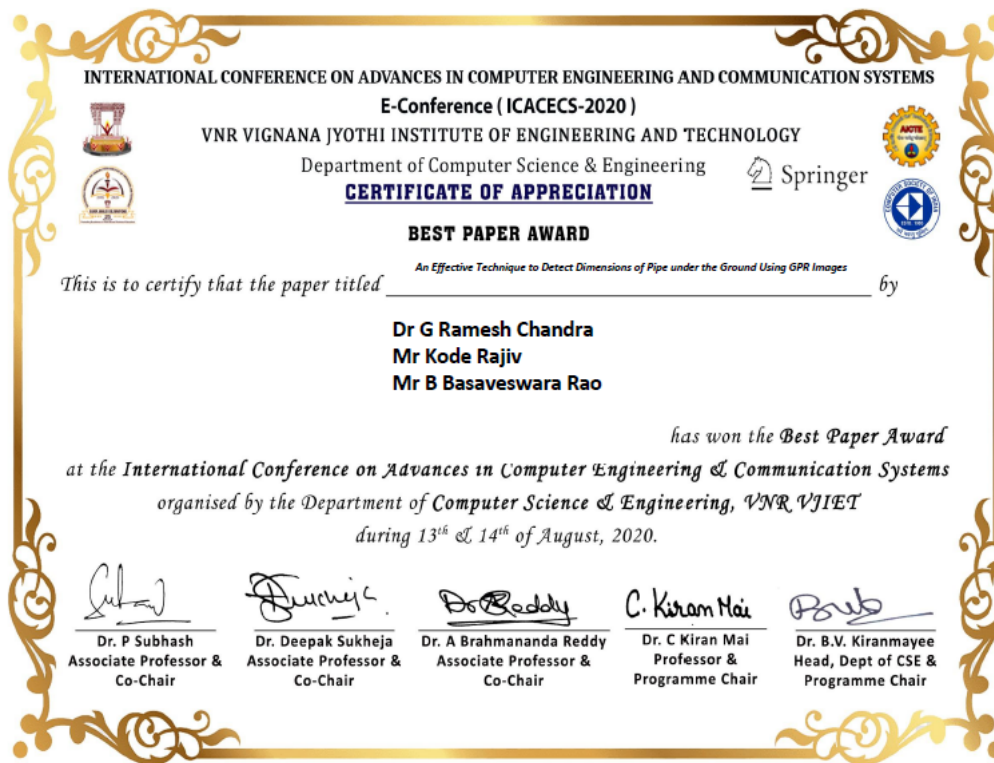 INTERNATIONAL CONFERENCE ON ADVANCES IN COMPUTER ENGINEERING AND COMMUNICATION SYSTEMS
E-Conference ( ICACECS-2020 )
VNR VIGNANA JYOTHI INSTITUTE OF ENGINEERING AND TECHNOLOGY
Department of Computer Science & Engineering
Springer
AICTE
COMPUTER SOCIETY OF INDIA
CERTIFICATE OF APPRECIATION
BEST PAPER AWARD
An Effective Technique to Detect Dimensions of Pipe under the Ground Using GPR Images
This is to certify that the paper titled by
Dr G Ramesh Chandra
Mr Kode Rajiv
Mr B Basaveswara Rao
has won the Best Paper Award
at the International Conference on Advances in Computer Engineering & Communication Systems
organised by the Department of Computer Science & Engineering, VNR VJIET
during 13th & 14th of August, 2020.
C. Kiran Mai
Dr. P Subhash Dr. Deepak Sukheja Dr. A Brahmananda Reddy Dr. C Kiran Mai Dr. B.V. Kiranmayee
Associate Professor & Associate Professor & Associate Professor & Professor & Head, Dept of CSE &
Co-Chair Co-Chair Co-Chair Programme Chair Programme Chair